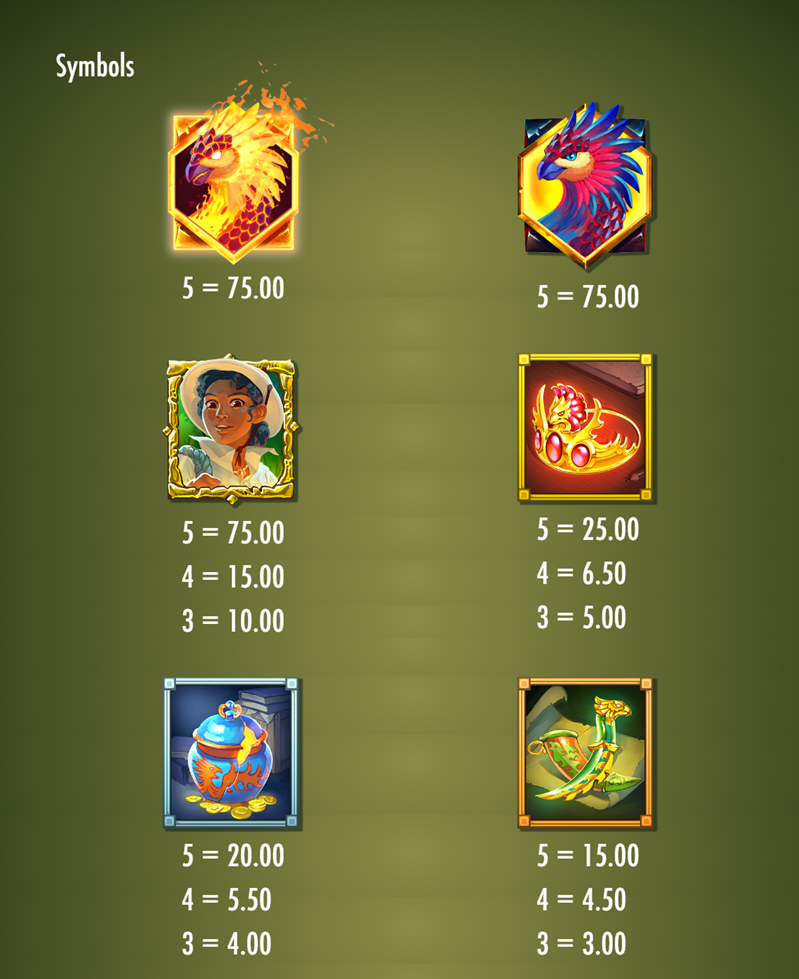 Symbols
5 = 75.00
5 = 75.00
5 = 75.00
4 = 15.00
3 = 10.00
5 = 25.00
4 = 6.50
3 = 5.00
5 = 20.00
4 = 5.50
3 = 4.00
5 = 15.00
4 = 4.50
3 = 3.00